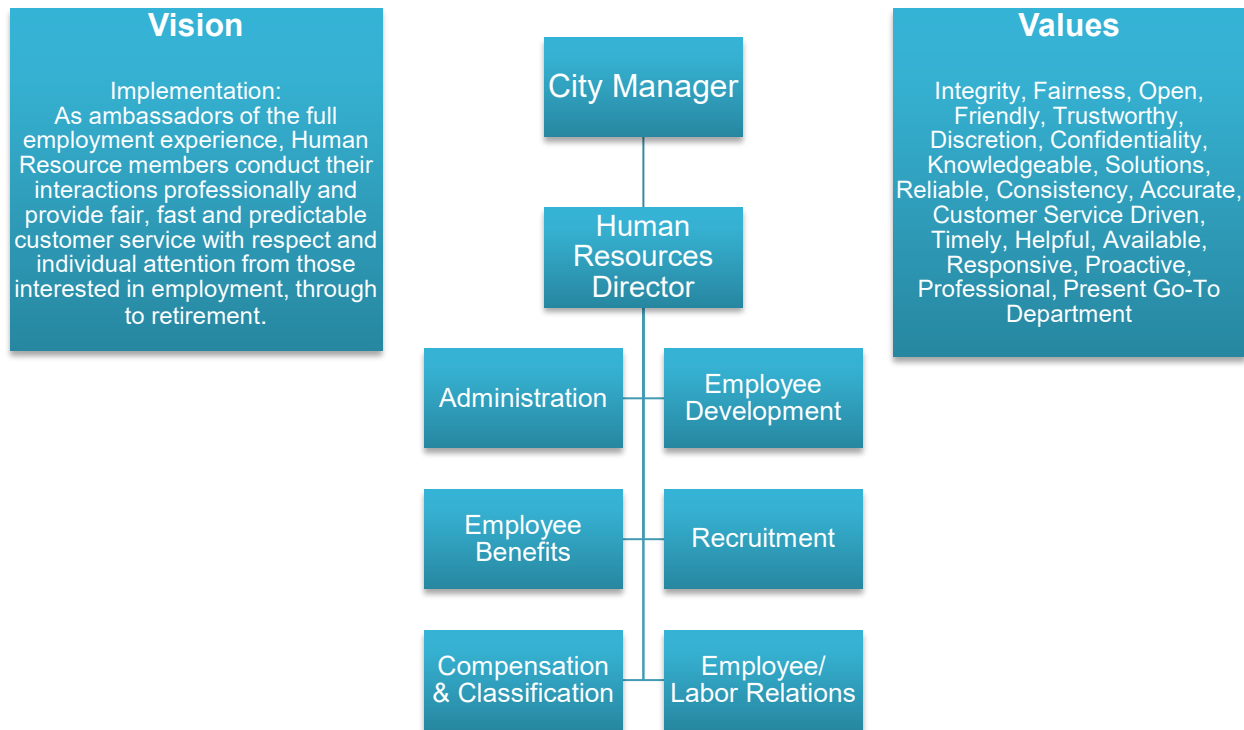 Vision
Implementation:
As ambassadors of the full
employment experience, Human
Resource members conduct their
interactions professionally and
provide fair, fast and predictable
customer service with respect and
individual attention from those
interested in employment, through
to retirement.
City Manager
Human
Resources
Director
Administration
Employee
Development
Employee
Benefits
Recruitment
Compensation
& Classification
Employee/
Labor Relations
Values
Integrity, Fairness, Open,
Friendly, Trustworthy,
Discretion, Confidentiality,
Knowledgeable, Solutions,
Reliable, Consistency, Accurate,
Customer Service Driven,
Timely, Helpful, Available,
Responsive, Proactive,
Professional, Present Go-To
Department